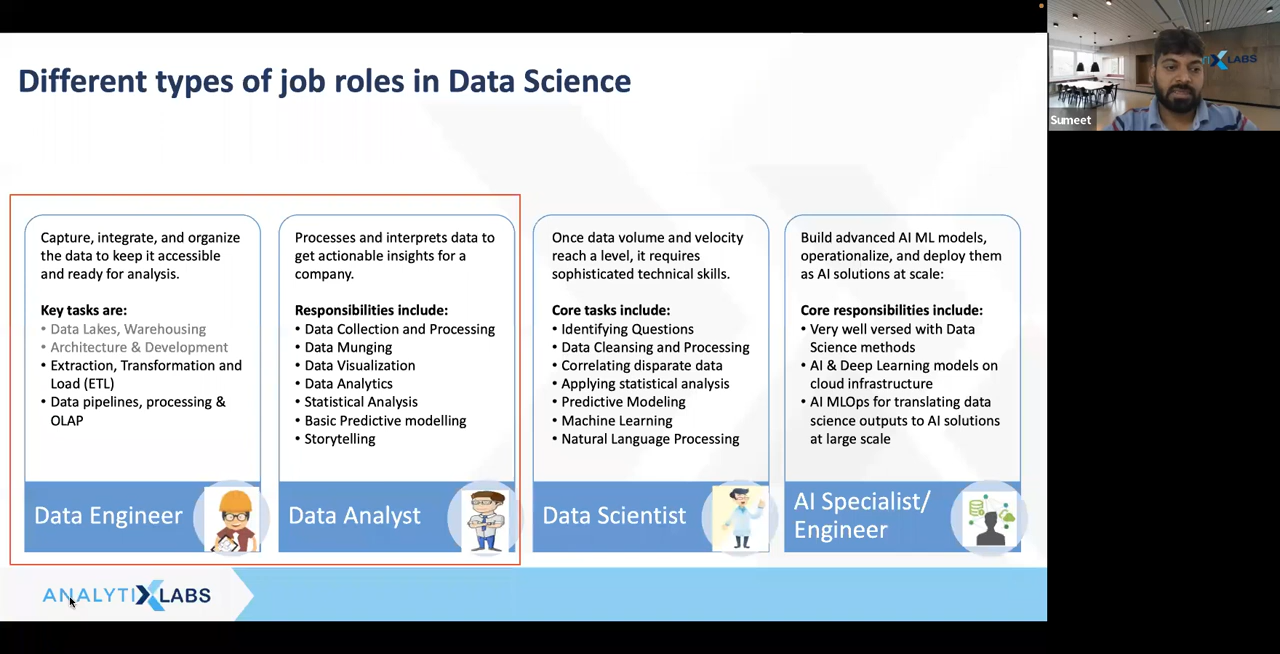 Different types of job roles in Data Science
LABS
Sumeet
Capture, integrate, and organize
the data to keep it accessible
and ready for analysis.
Key tasks are:
• Data Lakes, Warehousing
• Architecture & Development
• Extraction, Transformation and
Load (ETL)
• Data pipelines, processing &
OLAP
Data Engineer
Processes and interprets data to
get actionable insights for a
company.
Responsibilities include:
• Data Collection and Processing
• Data Munging
• Data Visualization
• Data Analytics
• Statistical Analysis
• Basic Predictive modelling
• Storytelling
Data Analyst
Once data volume and velocity
reach a level, it requires
sophisticated technical skills.
Core tasks include:
• Identifying Questions
• Data Cleansing and Processing
• Correlating disparate data
• Applying statistical analysis
• Predictive Modeling
• Machine Learning
• Natural Language Processing
Data Scientist
Build advanced AI ML models,
operationalize, and deploy them
as AI solutions at scale:
Core responsibilities include:
• Very well versed with Data
Science methods
• AI & Deep Learning models on
cloud infrastructure
• AI MLOps for translating data
science outputs to AI solutions
at large scale
AI Specialist/
Engineer
ANALYTIXLABS